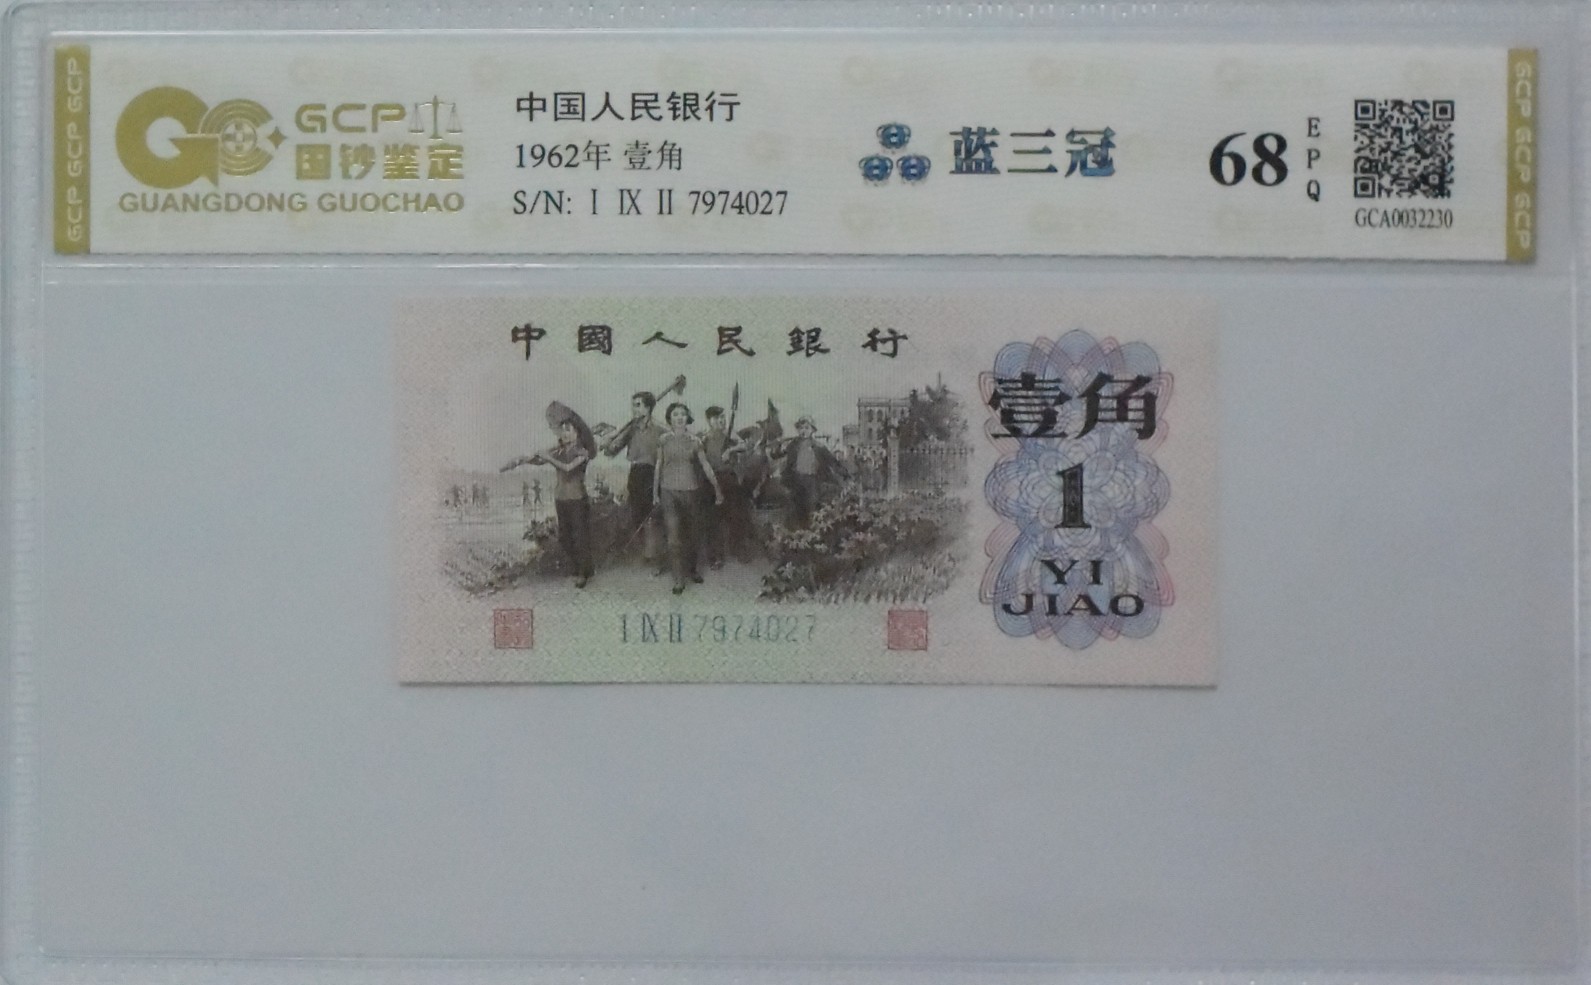 GCP GCP GCP
GCP
国钞鉴定
GUANGDONG GUOCHAO
中国人民银行
1962年 壹角
S/N: Ⅰ Ⅸ Ⅱ 7974027
蓝三冠
68
EPQ
GCA0032230
GCP GCP GCP
中國人民銀行
壹角
1
YI
JIAO
Ⅰ Ⅸ Ⅱ 7974027